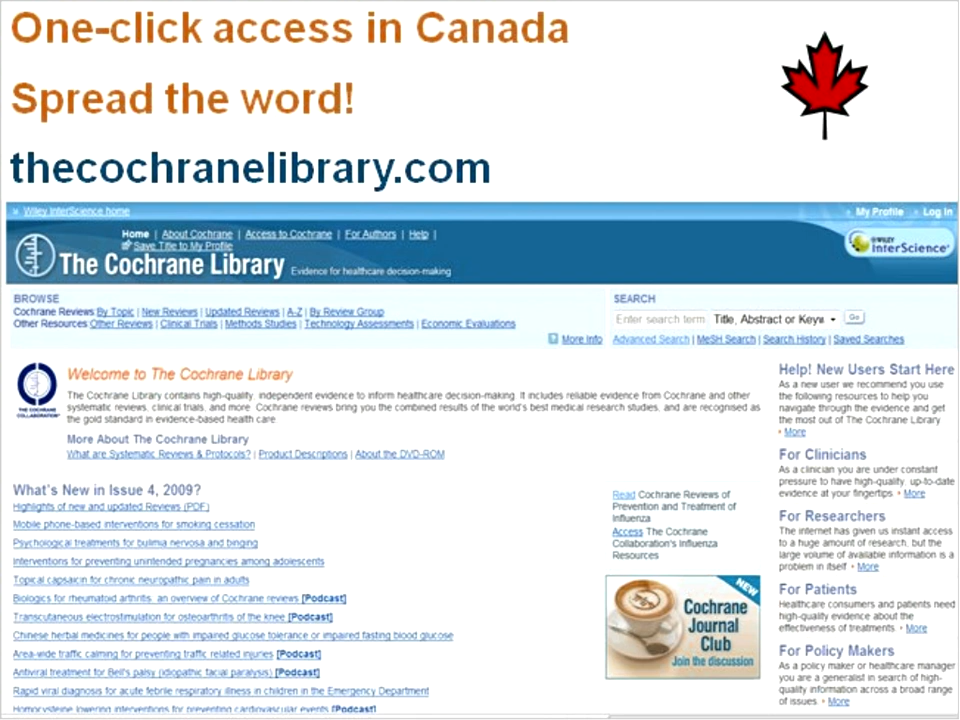 One-click access in Canada
Spread the word!
thecochranelibrary.com
Wiley InterScience home
My Profile
Log In
Home | About Cochrane | Access to Cochrane | For Authors | Help |
Save Title to My Profile
The Cochrane Library Evidence for healthcare decision-making
WILEY
InterScience
BROWSE
Cochrane Reviews By Topic | New Reviews | Updated Reviews | A-Z | By Review Group
Other Resources Other Reviews | Clinical Trials | Methods Studies | Technology Assessments | Economic Evaluations
More Info
SEARCH
Enter search term Title, Abstract or Keyw Go
Advanced Search | MeSH Search | Search History | Saved Searches
THE COCHRANE
COLLABORATION
Welcome to The Cochrane Library
The Cochrane Library contains high-quality, independent evidence to inform healthcare decision-making. It includes reliable evidence from Cochrane and other
systematic reviews, clinical trials, and more. Cochrane reviews bring you the combined results of the world's best medical research studies, and are recognised as
the gold standard in evidence-based health care.
More About The Cochrane Library
What are Systematic Reviews & Protocols? | Product Descriptions | About the DVD-ROM
What's New in Issue 4, 2009?
Highlights of new and updated Reviews (PDF)
Mobile phone-based interventions for smoking cessation
Psychological treatments for bulimia nervosa and binging
Interventions for preventing unintended pregnancies among adolescents
Topical capsaicin for chronic neuropathic pain in adults
Biologics for rheumatoid arthritis: an overview of Cochrane reviews [Podcast]
Transcutaneous electrostimulation for osteoarthritis of the knee [Podcast]
Chinese herbal medicines for people with impaired glucose tolerance or impaired fasting blood glucose
Area-wide traffic calming for preventing traffic related injuries [Podcast]
Antiviral treatment for Bell's palsy (idiopathic facial paralysis) [Podcast]
Rapid viral diagnosis for acute febrile respiratory illness in children in the Emergency Department
Homocysteine lowering interventions for preventing cardiovascular events [Podcast]
Read Cochrane Reviews of
Prevention and Treatment of
Influenza
Access The Cochrane
Collaboration's Influenza
Resources
NEW
Cochrane
Journal
Club
Join the discussion
Help! New Users Start Here
As a new user we recommend you use
the following resources to help you
navigate through the evidence and get
the most out of The Cochrane Library
• More
For Clinicians
As a clinician you are under constant
pressure to have high-quality, up-to-date
evidence at your fingertips • More
For Researchers
The internet has given us instant access
to a huge amount of research, but the
large volume of available information is a
problem in itself • More
For Patients
Healthcare consumers and patients need
high-quality evidence about the
effectiveness of treatments. • More
For Policy Makers
As a policy maker or healthcare manager
you are a generalist in search of high-
quality information across a broad range
of issues. • More